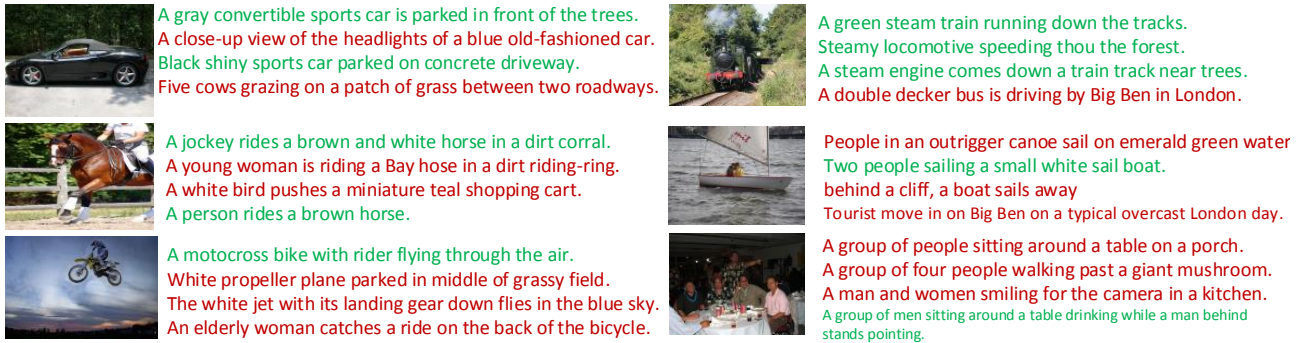 A gray convertible sports car is parked in front of the trees.
A close-up view of the headlights of a blue old-fashioned car.
Black shiny sports car parked on concrete driveway.
Five cows grazing on a patch of grass between two roadways.
A jockey rides a brown and white horse in a dirt corral.
A young woman is riding a Bay hose in a dirt riding-ring.
A white bird pushes a miniature teal shopping cart.
A person rides a brown horse.
A motocross bike with rider flying through the air.
White propeller plane parked in middle of grassy field.
The white jet with its landing gear down flies in the blue sky.
An elderly woman catches a ride on the back of the bicycle.
A green steam train running down the tracks.
Steamy locomotive speeding thou the forest.
A steam engine comes down a train track near trees.
A double decker bus is driving by Big Ben in London.
People in an outrigger canoe sail on emerald green water
Two people sailing a small white sail boat.
behind a cliff, a boat sails away
Tourist move in on Big Ben on a typical overcast London day.
A group of people sitting around a table on a porch.
A group of four people walking past a giant mushroom.
A man and women smiling for the camera in a kitchen.
A group of men sitting around a table drinking while a man behind
stands pointing.